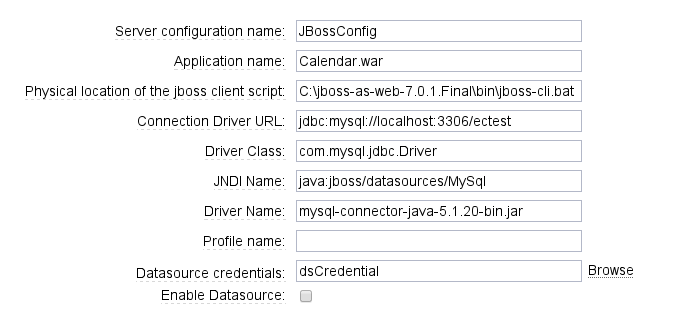 Server configuration name: JBossConfig
Application name: Calendar.war
Physical location of the jboss client script: C:\jboss-as-web-7.0.1.Final\bin\jboss-cli.bat
Connection Driver URL: jdbc:mysql://localhost:3306/ectest
Driver Class: com.mysql.jdbc.Driver
JNDI Name: java:jboss/datasources/MySql
Driver Name: mysql-connector-java-5.1.20-bin.jar
Profile name:
Datasource credentials: dsCredential Browse
Enable Datasource: